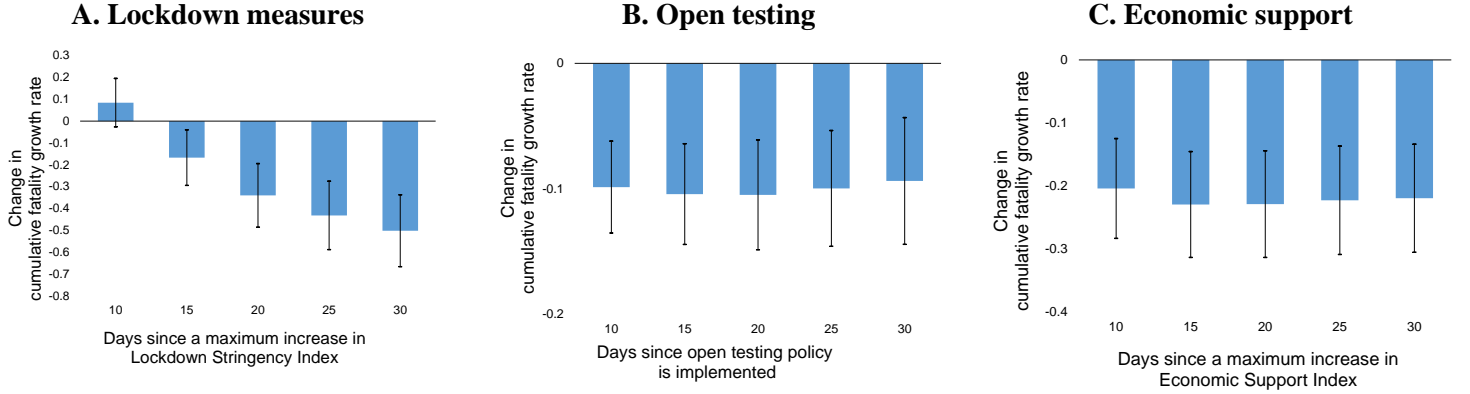 A. Lockdown measures
Change in
cumulative fatality growth rate
0.3
0.2
0.1
0
-0.1
-0.2
-0.3
-0.4
-0.5
-0.6
-0.7
-0.8
10 15 20 25 30
Days since a maximum increase in
Lockdown Stringency Index
B. Open testing
Change in
cumulative fatality growth rate
0
-0.1
-0.2
10 15 20 25 30
Days since open testing policy
is implemented
C. Economic support
Change in
cumulative fatality growth rate
0
-0.1
-0.2
-0.3
-0.4
10 15 20 25 30
Days since a maximum increase in
Economic Support Index